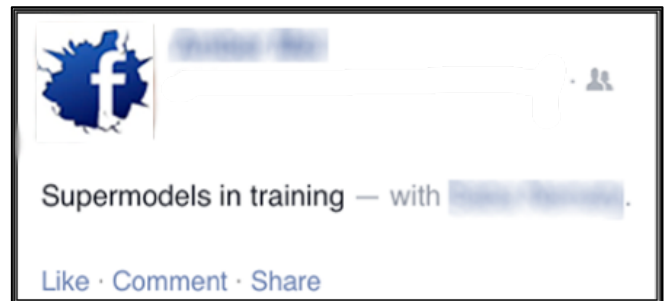 f
Supermodels in training — with
Like · Comment · Share